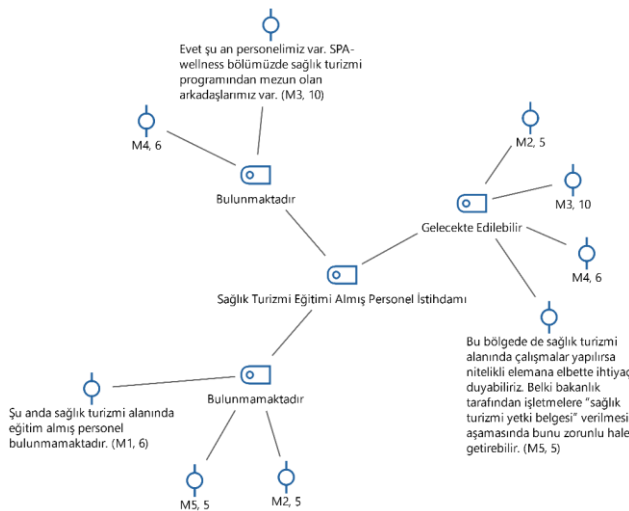 Evet şu an personelimiz var. SPA-
wellness bölümüzde sağlık turizmi
programından mezun olan
arkadaşlarımız var. (M3, 10)
M4, 6
Bulunmaktadır
M2, 5
M3, 10
Gelecekte Edilebilir
M4, 6
Sağlık Turizmi Eğitimi Almış Personel İstihdamı
Bu bölgede de sağlık turizmi
alanında çalışmalar yapılırsa
nitelikli elemana elbette ihtiyaç
duyabiliriz. Belki bakanlık
tarafından işletmelere “sağlık
turizmi yetki belgesi” verilmesi
aşamasında bunu zorunlu hale
getirebilir. (M5, 5)
Bulunmamaktadır
Şu anda sağlık turizmi alanında
eğitim almış personel
bulunmamaktadır. (M1, 6)
M5, 5
M2, 5